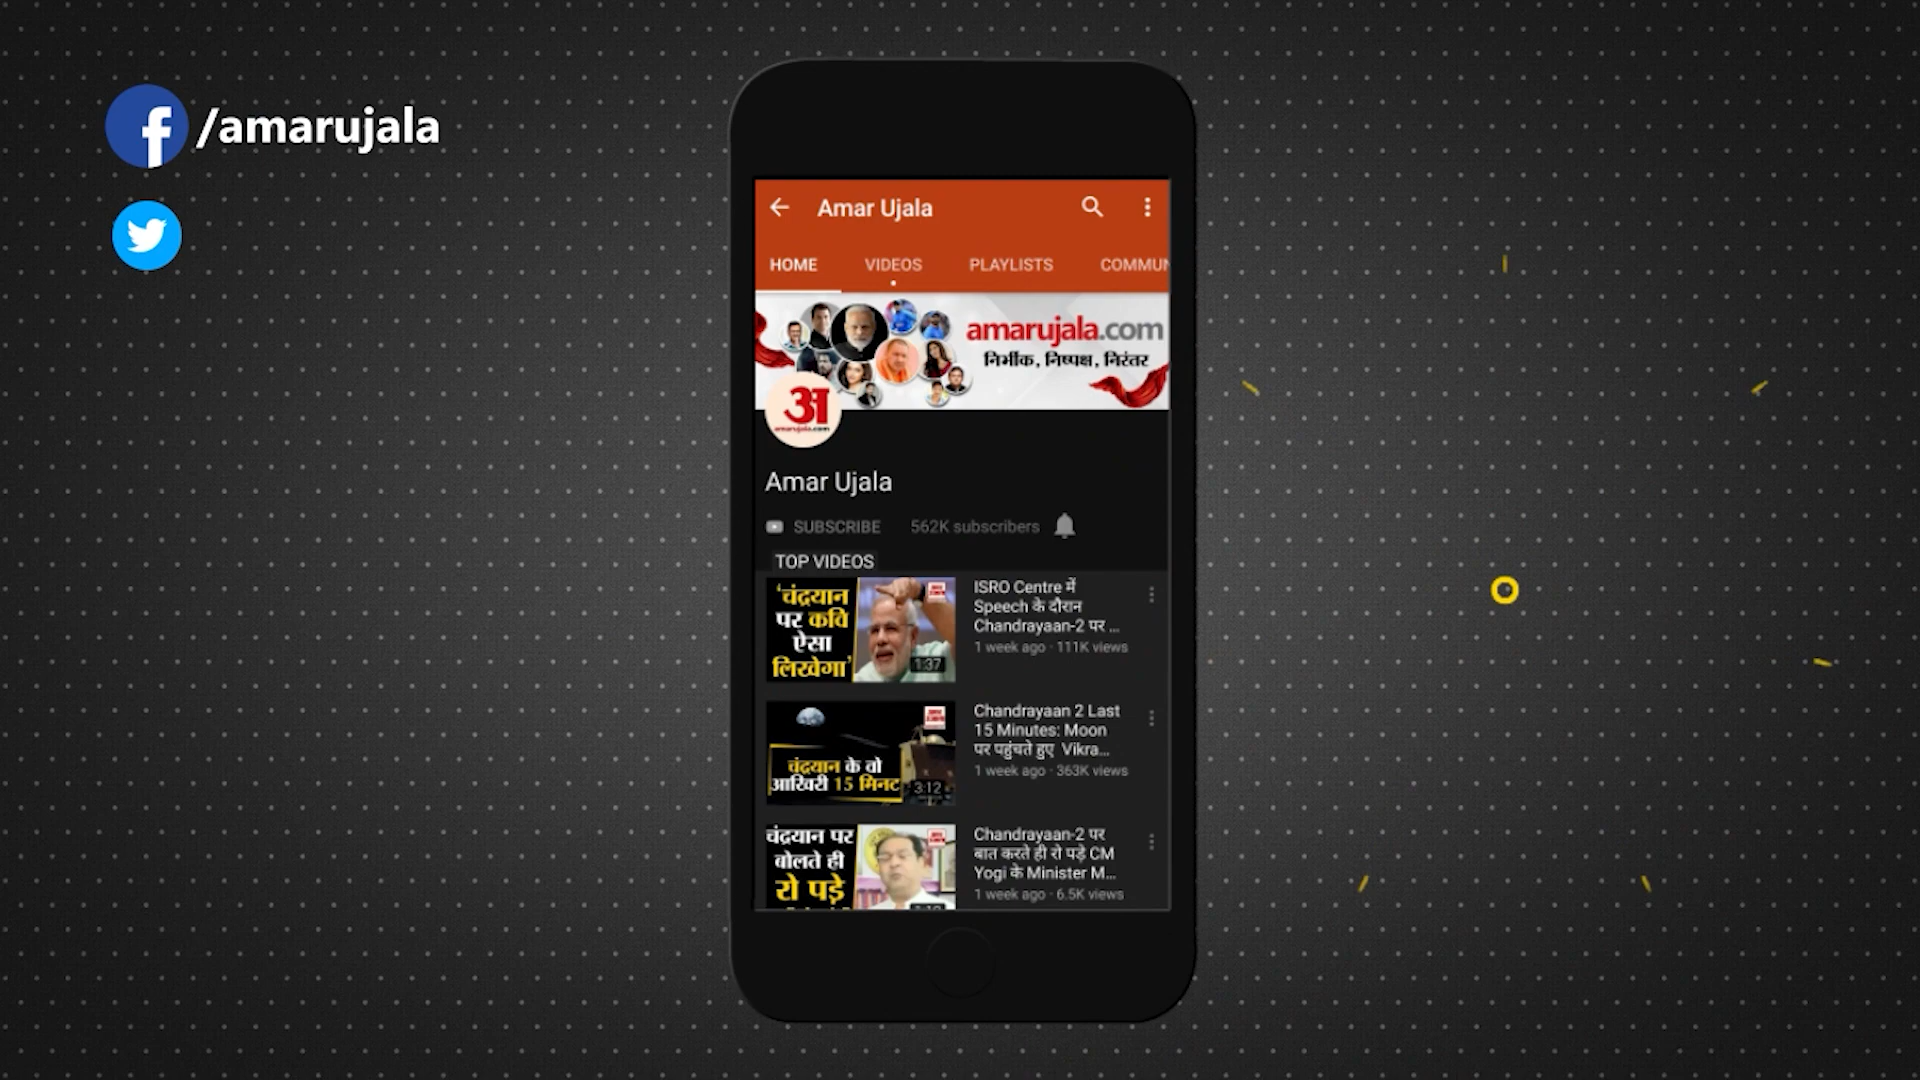 /amarujala
Amar Ujala
HOME VIDEOS PLAYLISTS COMMUN
amarujala.com
निर्भीक, निष्पक्ष, निरंतर
अ
amarujala.com
Amar Ujala
SUBSCRIBE 562K subscribers
TOP VIDEOS
‘चंद्रयान
पर कवि
ऐसा
लिखेगा’
1:37
ISRO Centre में
Speech के दौरान
Chandrayaan-2 पर ...
1 week ago · 111K views
चंद्रयान के वो
आखिरी 15 मिनट
3:12
Chandrayaan 2 Last
15 Minutes: Moon
पर पहुंचते हुए Vikra...
1 week ago · 363K views
चंद्रयान पर
बोलते ही
रो पड़े
Chandrayaan-2 पर
बात करते ही रो पड़े CM
Yogi के Minister M...
1 week ago · 6.5K views